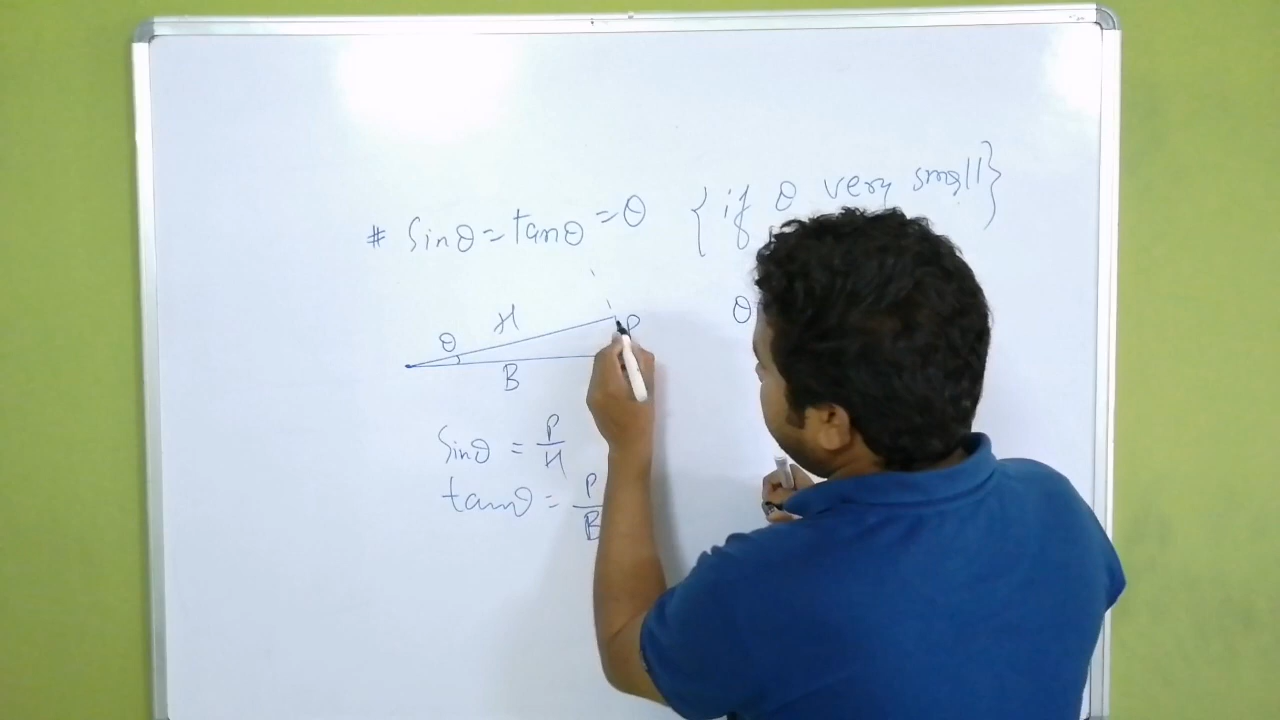 # Sinθ = tanθ = θ { if θ very small}
θ
θ H P
B
Sinθ = P/H
tanθ = P/B